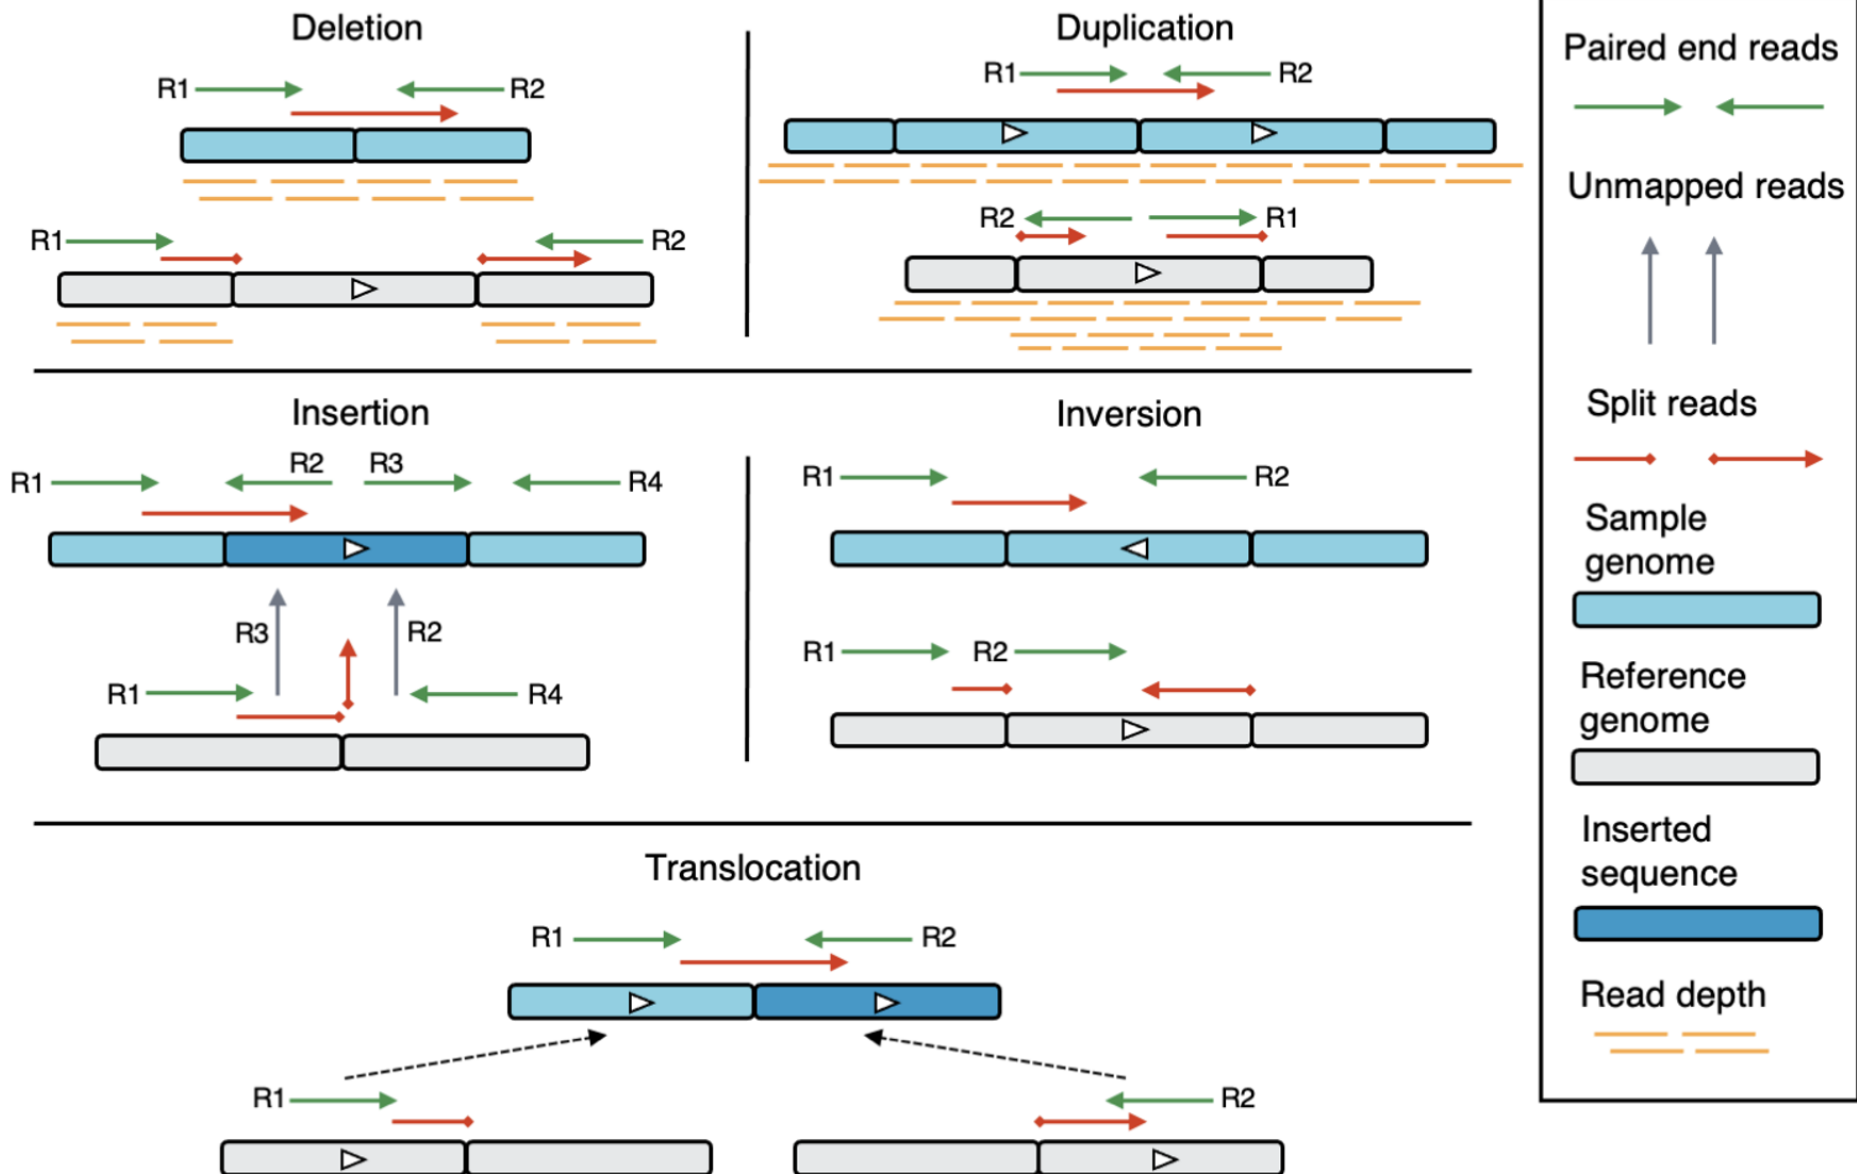 Deletion
R1
R2
R1
R2
Duplication
R1
R2
R2
R1
Insertion
R1
R2
R3
R4
R3
R2
R1
R4
Inversion
R1
R2
R1
R2
Translocation
R1
R2
R1
R2
Paired end reads
Unmapped reads
Split reads
Sample
genome
Reference
genome
Inserted
sequence
Read depth